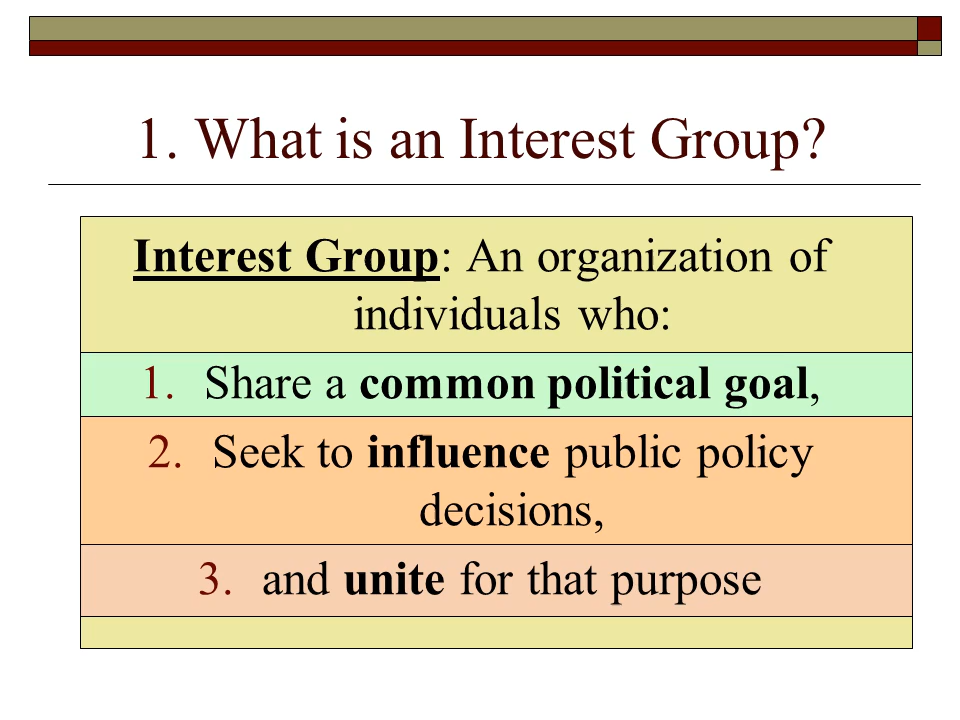 1. What is an Interest Group?
Interest Group: An organization of
individuals who:
1. Share a common political goal,
2. Seek to influence public policy
decisions,
3. and unite for that purpose